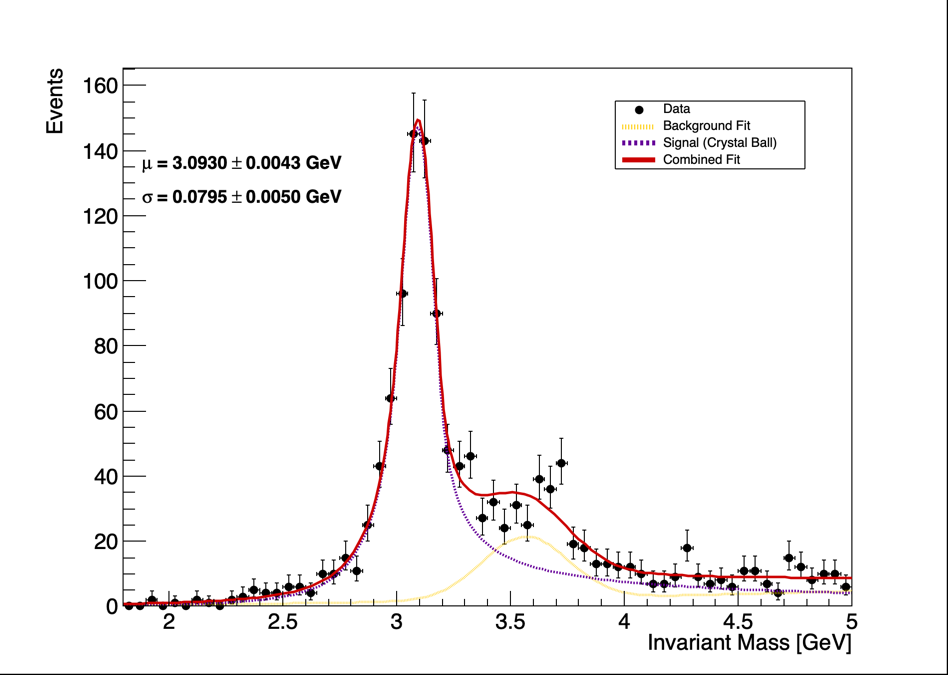 Events
160
140
120
100
80
60
40
20
0
μ = 3.0930 ± 0.0043 GeV
σ = 0.0795 ± 0.0050 GeV
Data
Background Fit
Signal (Crystal Ball)
Combined Fit
2 2.5 3 3.5 4 4.5 5
Invariant Mass [GeV]